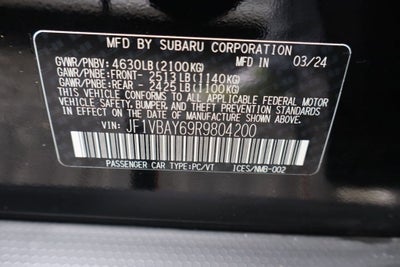 MFD BY SUBARU CORPORATION
GVWR/PNBV: 4630LB(2100KG) IN 03/24
GAWR/PNBE: FRONT- 2513LB(1140KG)
GAWR/PNBE: REAR - 2425LB(1100KG)
THIS VEHICLE CONFORMS TO ALL APPLICABLE FEDERAL MOTOR
VEHICLE SAFETY, BUMPER, AND THEFT PREVENTION STANDARDS
IN EFFECT ON THE DATE OF MANUFACTURE SHOWN ABOVE.
VIN: JF1VBAY69R9804200
PASSENGER CAR TYPE:PC/VT ICES/NMB-002